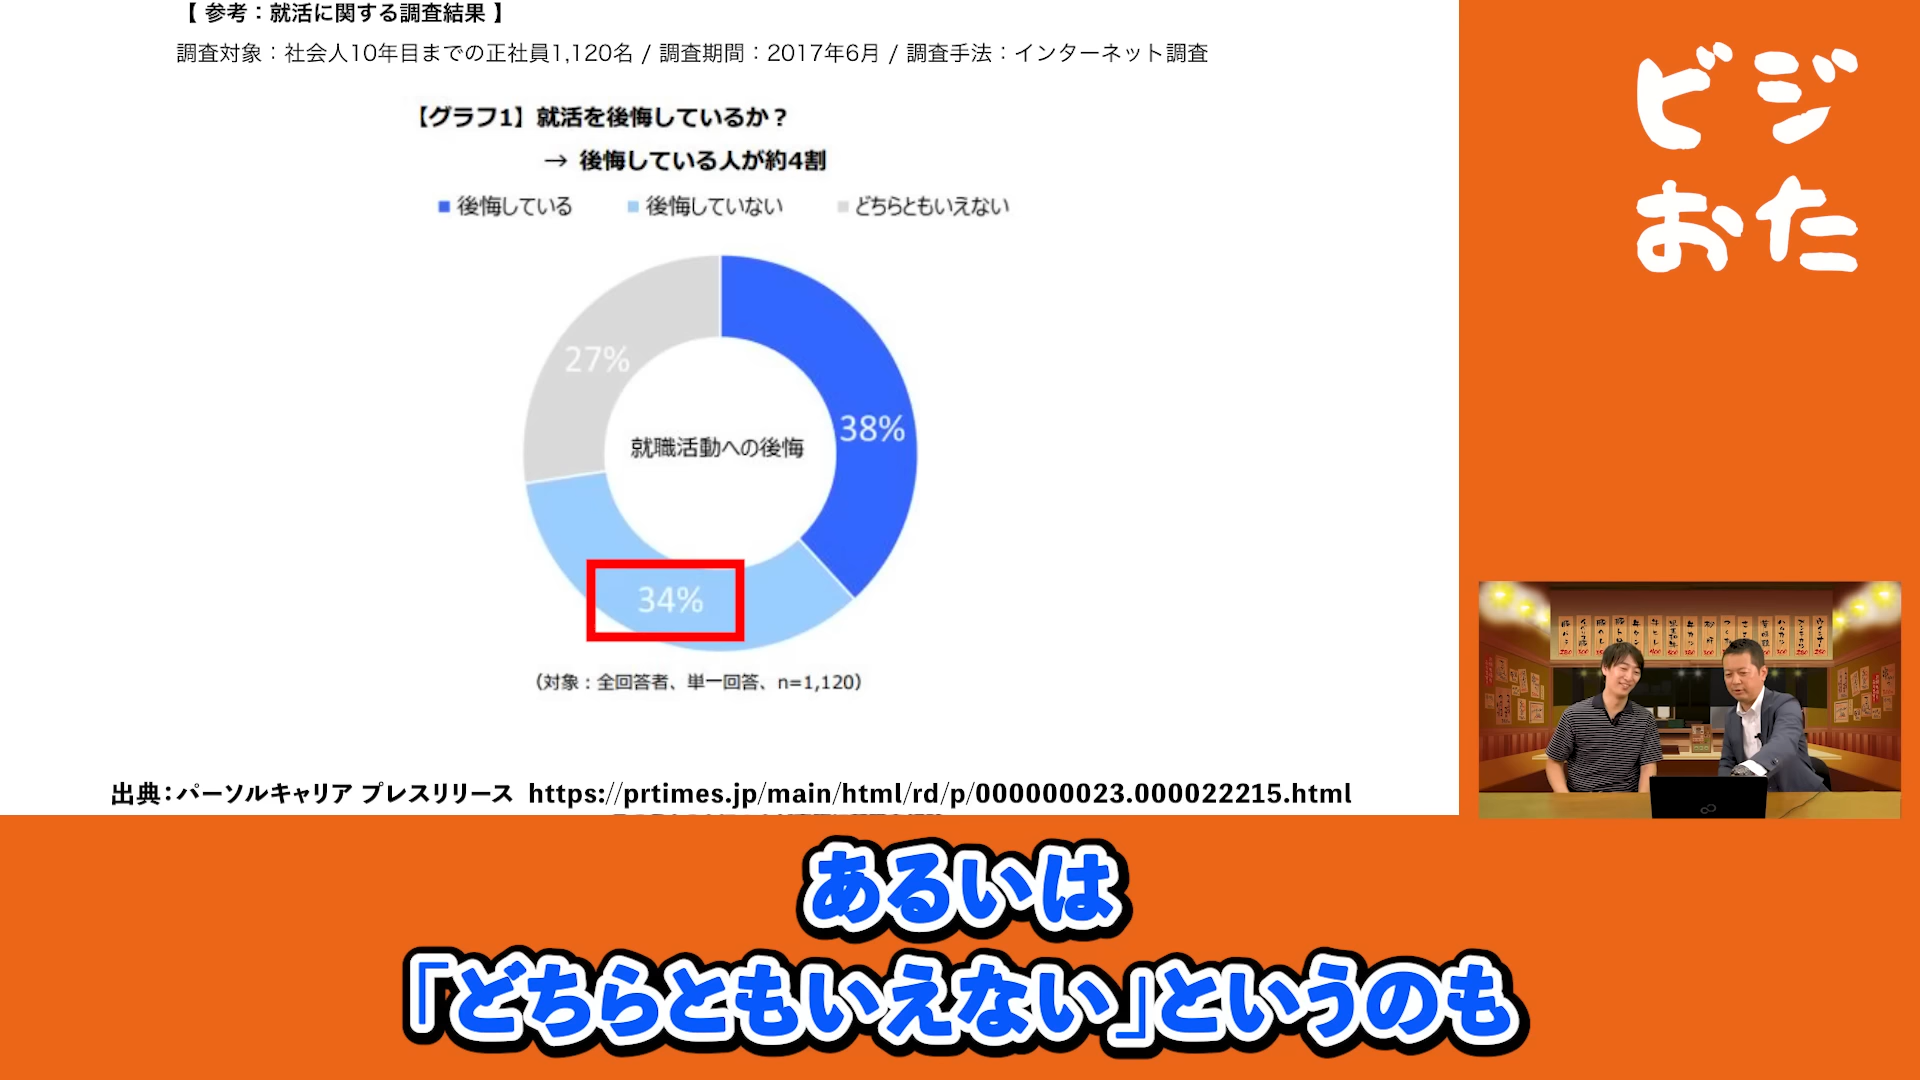 【 参考：就活に関する調査結果 】
調査対象：社会人10年目までの正社員1,120名 / 調査期間：2017年6月 / 調査手法：インターネット調査
【グラフ1】就活を後悔しているか？
→ 後悔している人が約4割
■後悔している ■後悔していない ■どちらともいえない
27%
38%
就職活動への後悔
34%
（対象：全回答者、単一回答、n=1,120）
出典：パーソルキャリア プレスリリース https://prtimes.jp/main/html/rd/p/000000023.000022215.html
ビジ
おた
あるいは
「どちらともいえない」というのも